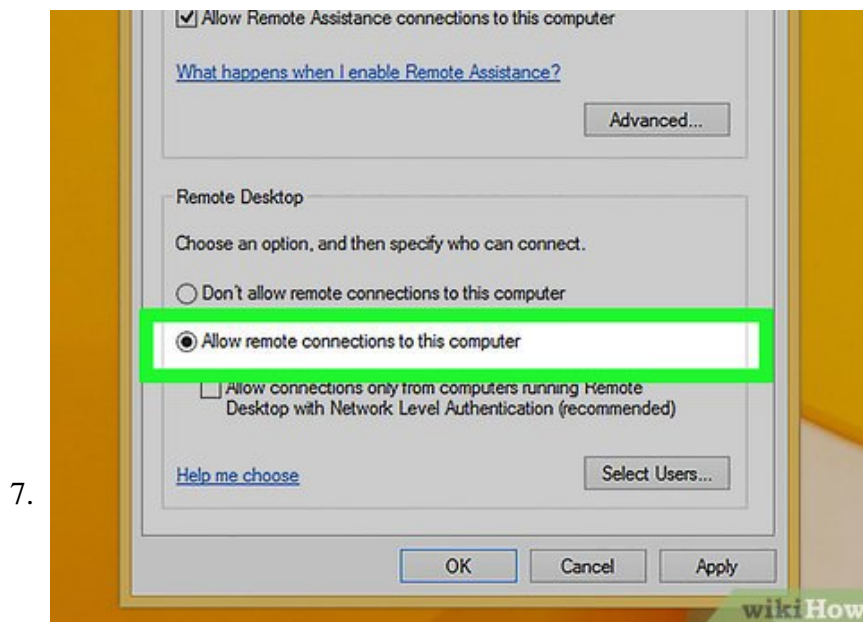 Allow Remote Assistance connections to this computer
What happens when I enable Remote Assistance?
Advanced...
Remote Desktop
Choose an option, and then specify who can connect.
Don't allow remote connections to this computer
Allow remote connections to this computer
Allow connections only from computers running Remote
Desktop with Network Level Authentication (recommended)
Help me choose
Select Users...
7.
OK
Cancel
Apply
wikiHow